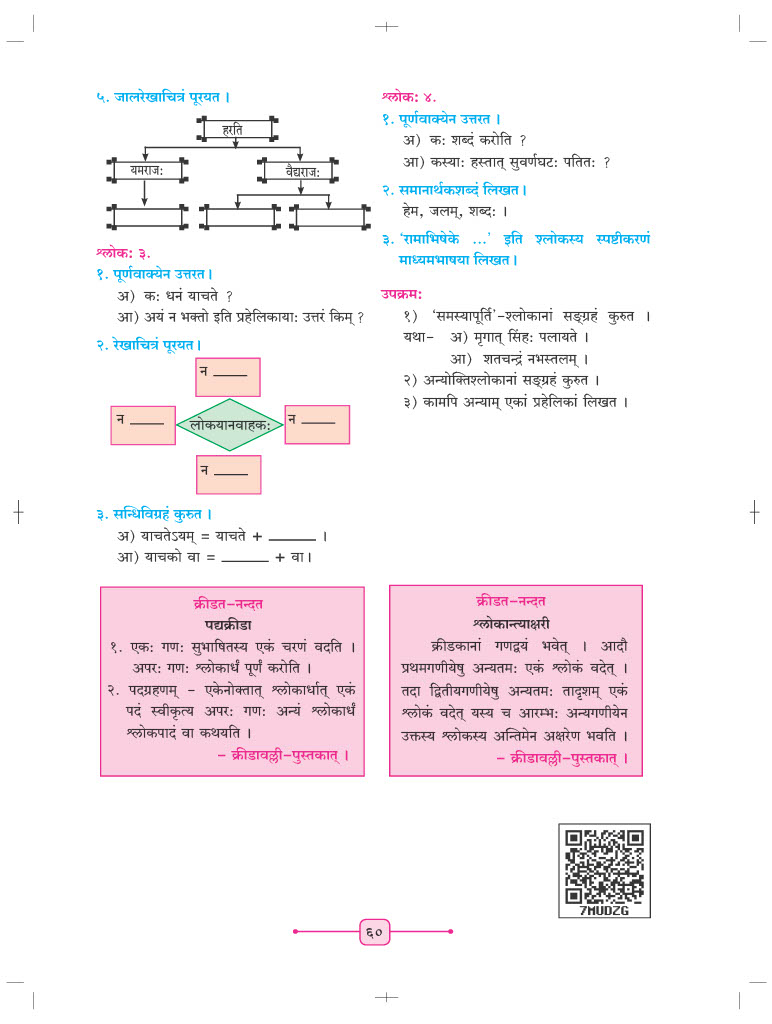 ५. जालरेखाचित्रं पूरयत ।
हरति
यमराजः
वैद्यराजः
श्लोकः ३.
१. पूर्णवाक्येन उत्तरत।
अ) कः धनं याचते ?
आ) अयं न भक्तो इति प्रहेलिकायाः उत्तरं किम् ?
२. रेखाचित्रं पूरयत।
न ____
न ____
लोकयानवाहकः
न ____
न ____
३. सन्धिविग्रहं कुरुत ।
अ) याचतेऽयम् = याचते + ______ ।
आ) याचको वा = ______ + वा।
श्लोकः ४.
१. पूर्णवाक्येन उत्तरत ।
अ) कः शब्दं करोति ?
आ) कस्याः हस्तात् सुवर्णघटः पतितः ?
२. समानार्थकशब्दं लिखत।
हेम, जलम्, शब्दः ।
३. ‘रामाभिषेके ...’ इति श्लोकस्य स्पष्टीकरणं
माध्यमभाषया लिखत।
उपक्रमः
१) ‘समस्यापूर्ति’-श्लोकानां सङ्ग्रहं कुरुत ।
यथा- अ) मृगात् सिंहः पलायते ।
आ) शतचन्द्रं नभस्तलम् ।
२) अन्योक्तिश्लोकानां सङ्ग्रहं कुरुत ।
३) कामपि अन्याम् एकां प्रहेलिकां लिखत ।
क्रीडत-नन्दत
पद्यक्रीडा
१. एकः गणः सुभाषितस्य एकं चरणं वदति ।
अपरः गणः श्लोकार्धं पूर्णं करोति ।
२. पदग्रहणम् - एकेनोक्तात् श्लोकार्धात् एकं
पदं स्वीकृत्य अपरः गणः अन्यं श्लोकार्धं
श्लोकपादं वा कथयति ।
- क्रीडावल्ली-पुस्तकात् ।
क्रीडत-नन्दत
श्लोकान्त्याक्षरी
क्रीडकानां गणद्वयं भवेत् । आदौ
प्रथमगणीयेषु अन्यतमः एकं श्लोकं वदेत् ।
तदा द्वितीयगणीयेषु अन्यतमः तादृशम् एकं
श्लोकं वदेत् यस्य च आरम्भः अन्यगणीयेन
उक्तस्य श्लोकस्य अन्तिमेन अक्षरेण भवति ।
- क्रीडावल्ली-पुस्तकात् ।
7MUDZG
६०